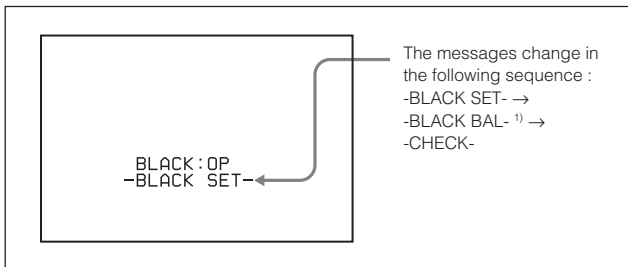 BLACK:OP
-BLACK SET-
The messages change in
the following sequence :
-BLACK SET- →
-BLACK BAL- 1) →
-CHECK-